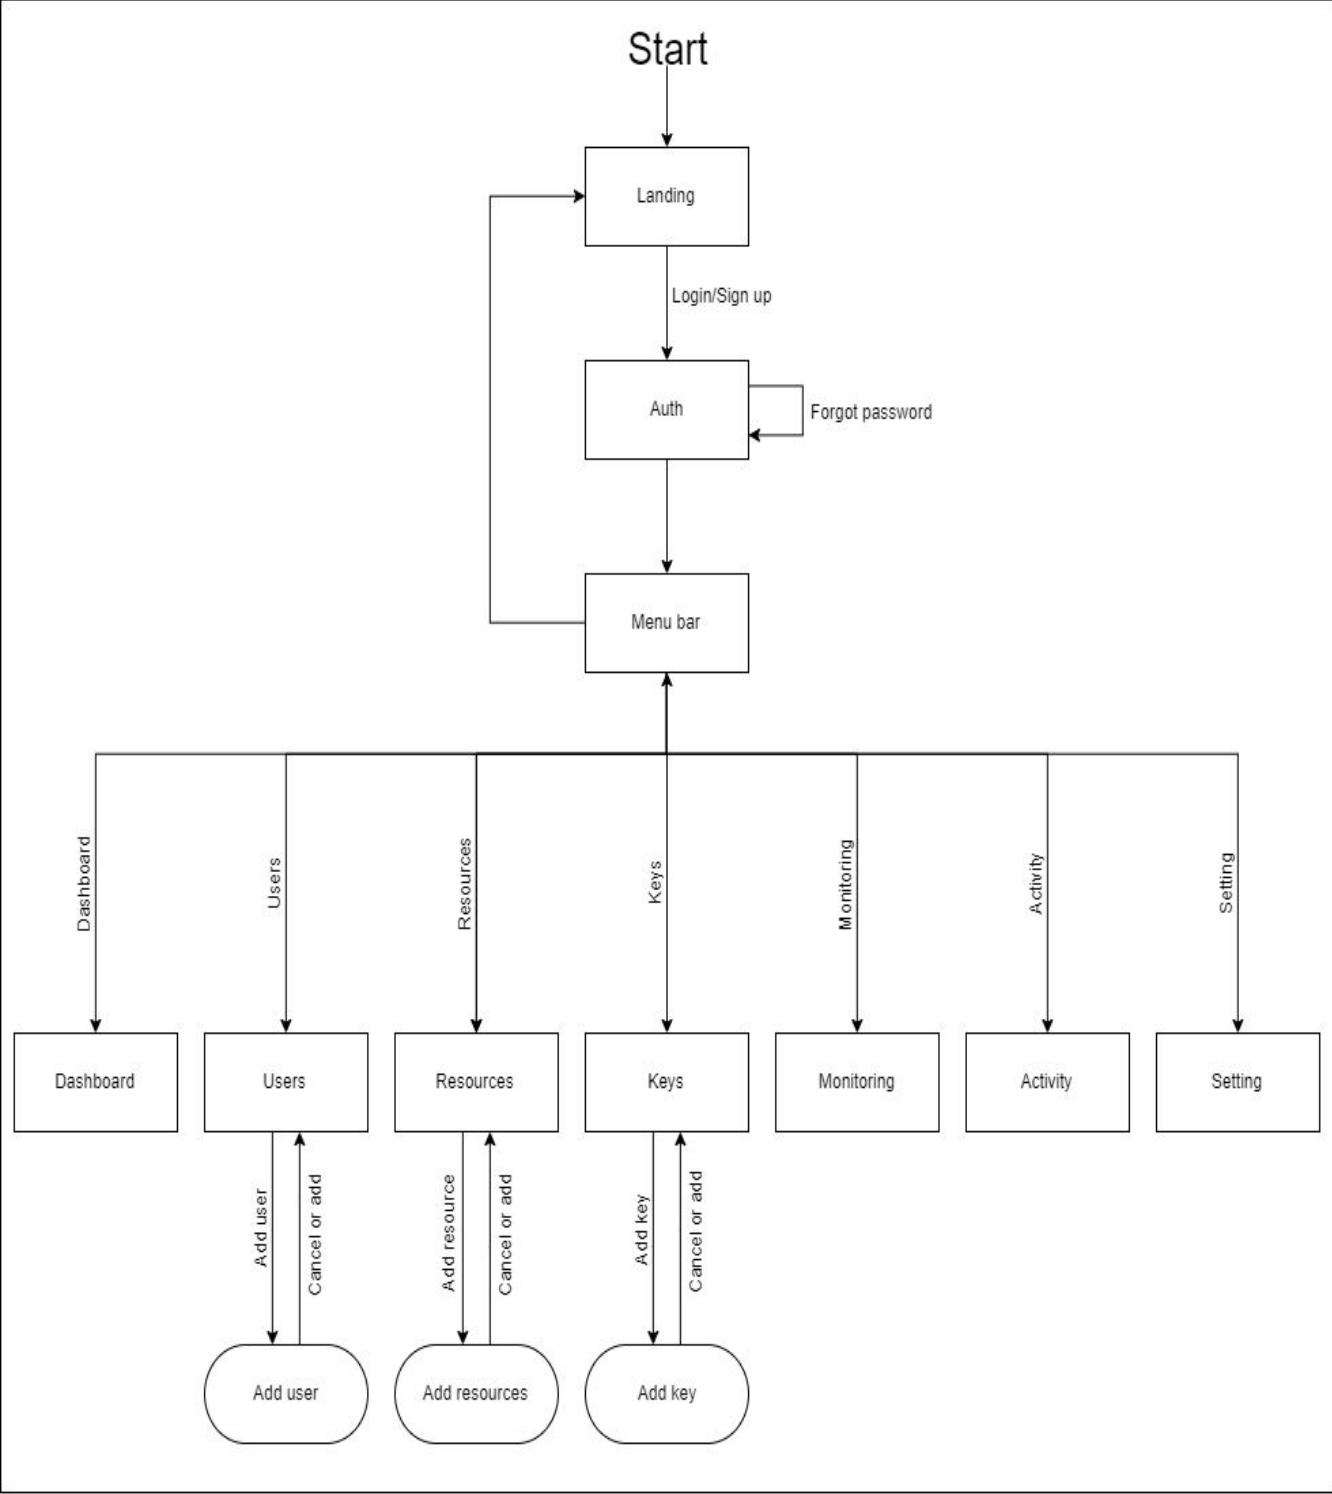 Start
Landing
Login/Sign up
Auth
Forgot password
Menu bar
Dashboard
Users
Resources
Keys
Monitoring
Activity
Setting
Dashboard
Users
Resources
Keys
Monitoring
Activity
Setting
Add user
Cancel or add
Add resource
Cancel or add
Add key
Cancel or add
Add user
Add resources
Add key